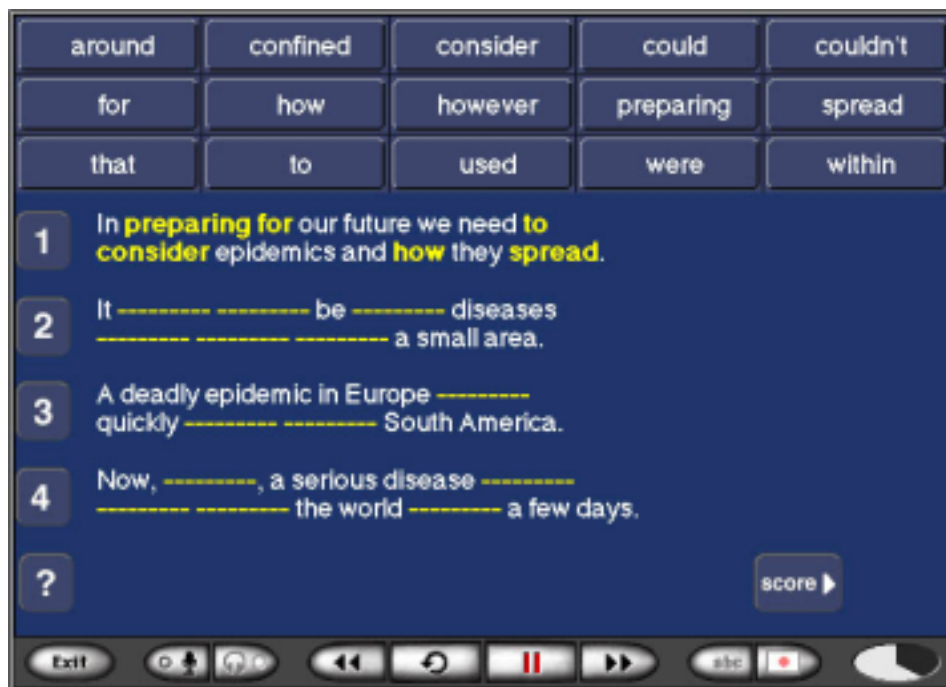 around confined consider could couldn't
for how however preparing spread
that to used were within
1 In preparing for our future we need to
consider epidemics and how they spread.
2 It --------- --------- be --------- diseases
--------- --------- --------- a small area.
3 A deadly epidemic in Europe ---------
quickly --------- --------- South America.
4 Now, ---------, a serious disease ---------
--------- --------- the world --------- a few days.
? score
Exit abc